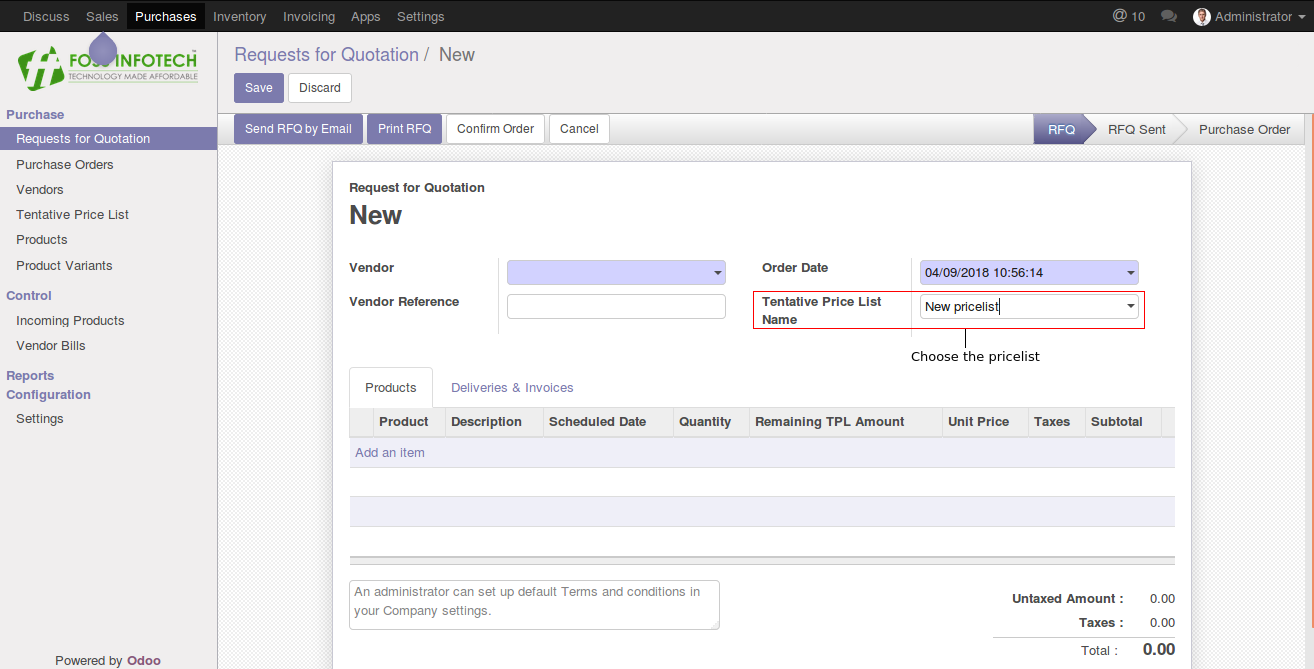 Discuss Sales Purchases Inventory Invoicing Apps Settings @ 10 Administrator
FOSS INFOTECH
TECHNOLOGY MADE AFFORDABLE
Requests for Quotation / New
Save Discard
Purchase
Requests for Quotation
Purchase Orders
Vendors
Tentative Price List
Products
Product Variants
Control
Incoming Products
Vendor Bills
Reports
Configuration
Settings
Powered by Odoo
Send RFQ by Email Print RFQ Confirm Order Cancel RFQ RFQ Sent Purchase Order
Request for Quotation
New
Vendor
Vendor Reference
Order Date 04/09/2018 10:56:14
Tentative Price List
Name
New pricelist
Choose the pricelist
Products Deliveries & Invoices
Product Description Scheduled Date Quantity Remaining TPL Amount Unit Price Taxes Subtotal
Add an item
An administrator can set up default Terms and conditions in
your Company settings.
Untaxed Amount : 0.00
Taxes : 0.00
Total : 0.00